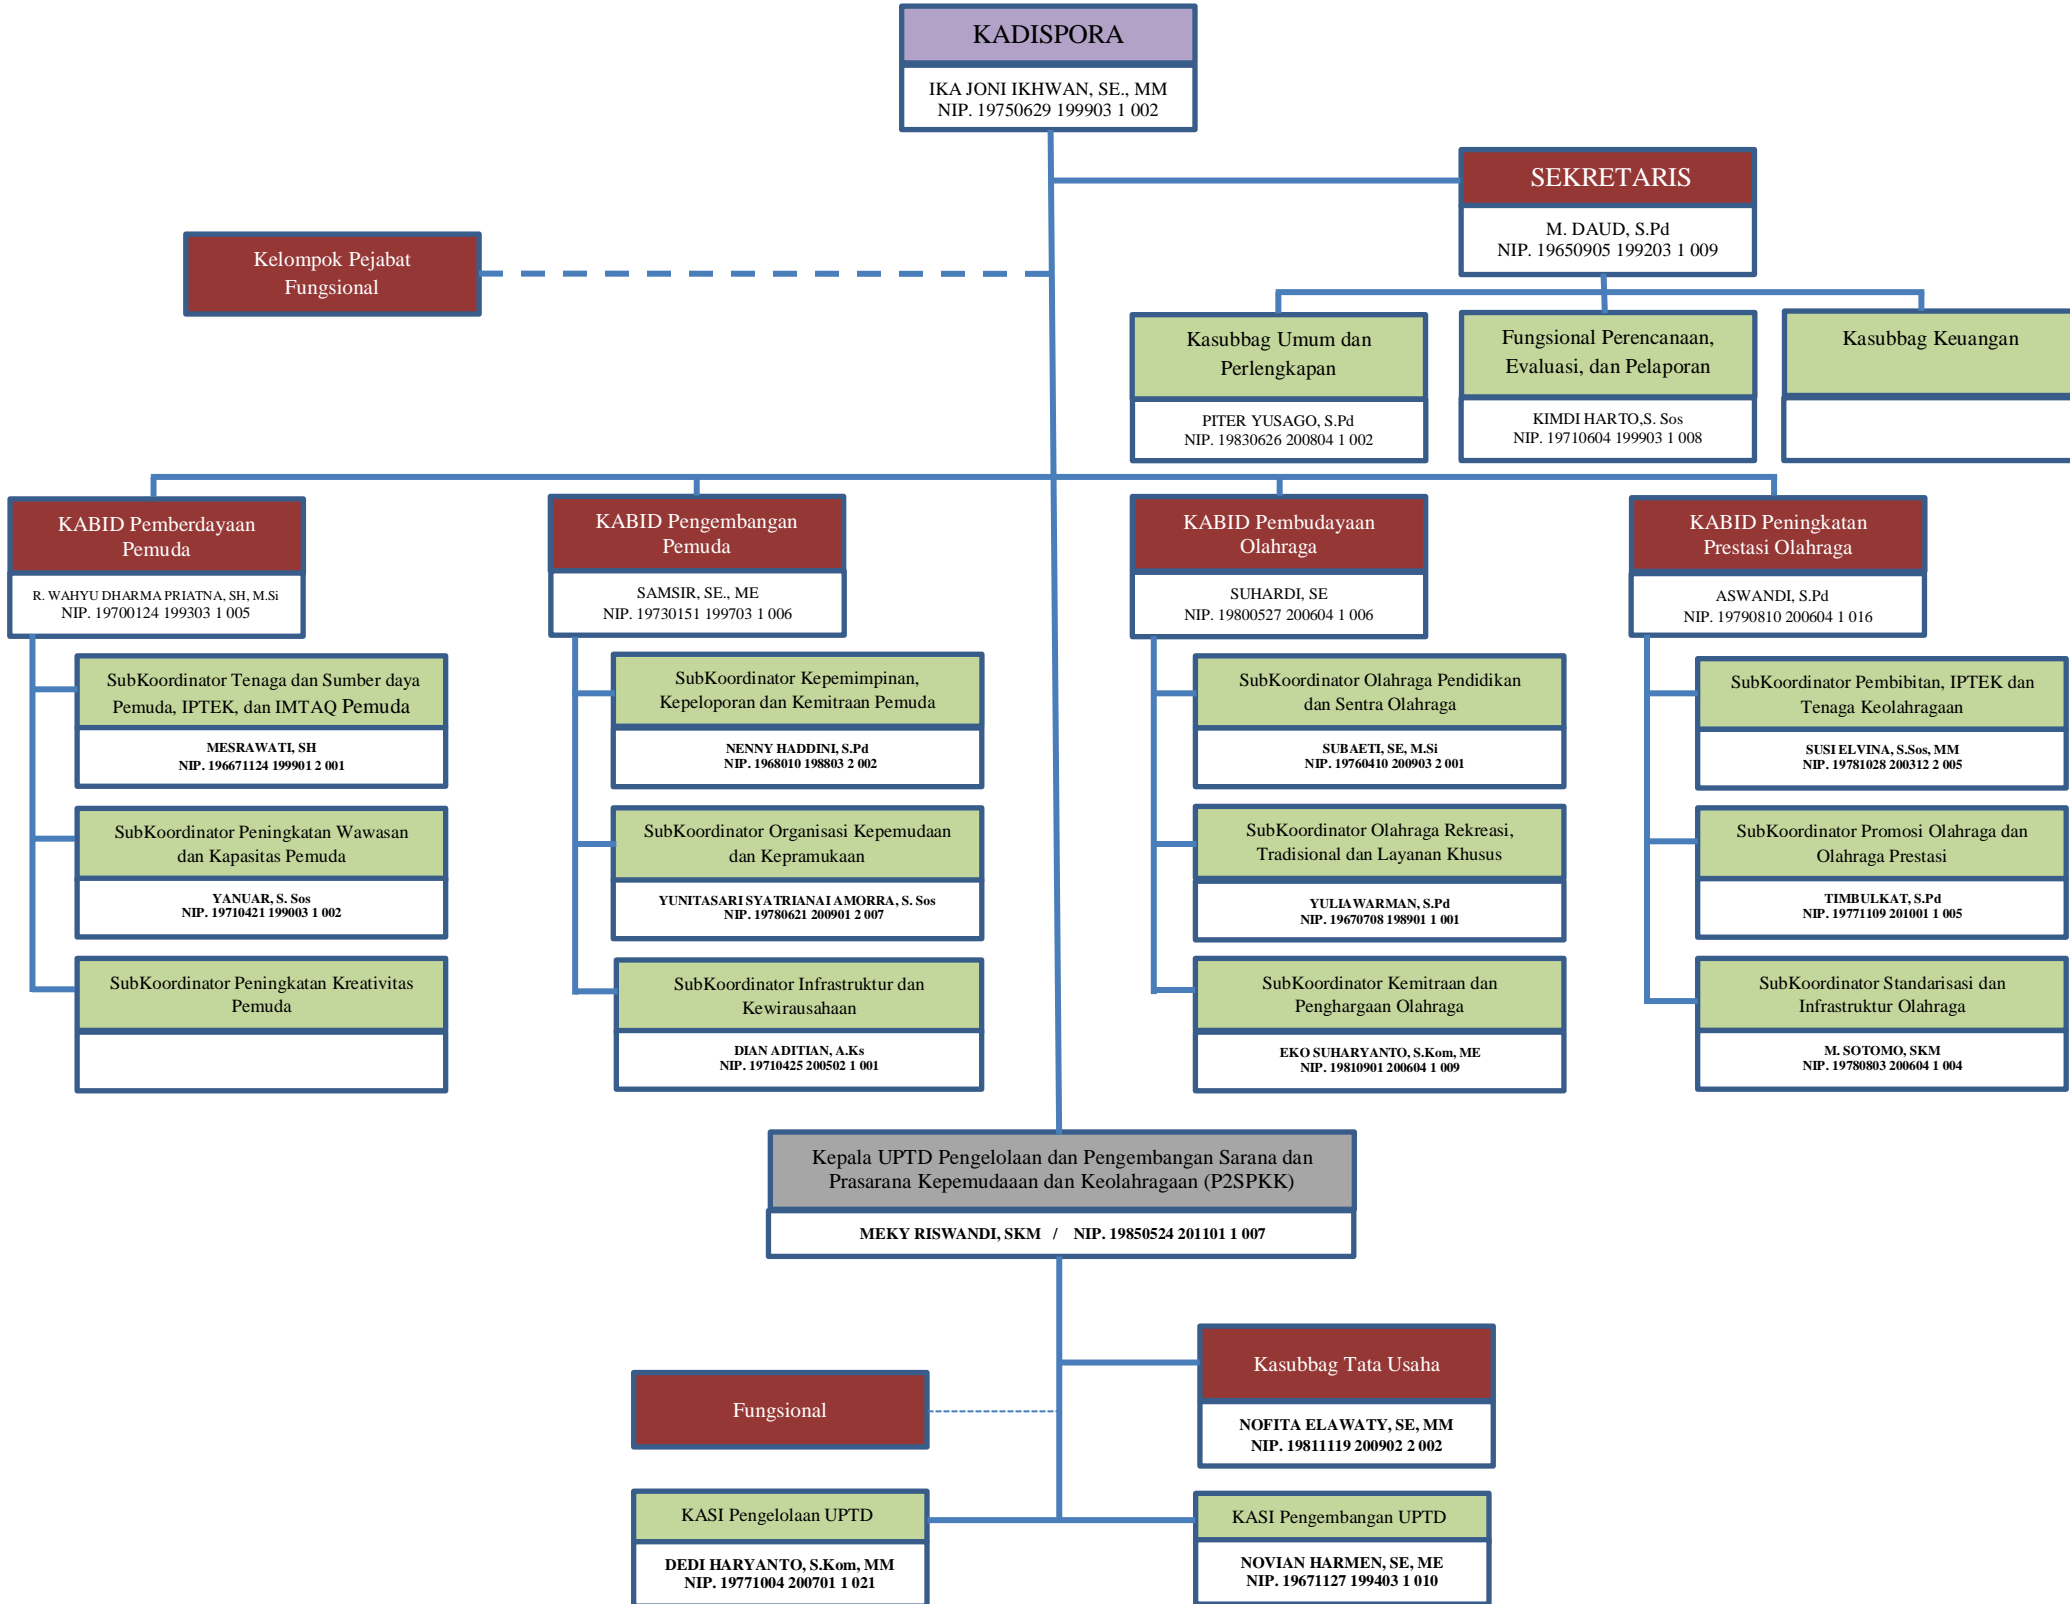 KADISPORA
IKA JONI IKHWAN, SE., MM
NIP. 19750629 199903 1 002
SEKRETARIS
M. DAUD, S.Pd
NIP. 19650905 199203 1 009
Kelompok Pejabat
Fungsional
Kasubbag Umum dan
Perlengkapan
PITER YUSAGO, S.Pd
NIP. 19830626 200804 1 002
Fungsional Perencanaan,
Evaluasi, dan Pelaporan
KIMDI HARTO,S. Sos
NIP. 19710604 199903 1 008
Kasubbag Keuangan
KABID Pemberdayaan
Pemuda
R. WAHYU DHARMA PRIATNA, SH, M.Si
NIP. 19700124 199303 1 005
SubKoordinator Tenaga dan Sumber daya
Pemuda, IPTEK, dan IMTAQ Pemuda
MESRAWATI, SH
NIP. 196671124 199901 2 001
SubKoordinator Peningkatan Wawasan
dan Kapasitas Pemuda
YANUAR, S. Sos
NIP. 19710421 199003 1 002
SubKoordinator Peningkatan Kreativitas
Pemuda
KABID Pengembangan
Pemuda
SAMSIR, SE., ME
NIP. 19730151 199703 1 006
SubKoordinator Kepemimpinan,
Kepeloporan dan Kemitraan Pemuda
NENNY HADDINI, S.Pd
NIP. 1968010 198803 2 002
SubKoordinator Organisasi Kepemudaan
dan Kepramukaan
YUNITASARI SYATRIANAI AMORRA, S. Sos
NIP. 19780621 200901 2 007
SubKoordinator Infrastruktur dan
Kewirausahaan
DIAN ADITIAN, A.Ks
NIP. 19710425 200502 1 001
KABID Pembudayaan
Olahraga
SUHARDI, SE
NIP. 19800527 200604 1 006
SubKoordinator Olahraga Pendidikan
dan Sentra Olahraga
SUBAETI, SE, M.Si
NIP. 19760410 200903 2 001
SubKoordinator Olahraga Rekreasi,
Tradisional dan Layanan Khusus
YULIAWARMAN, S.Pd
NIP. 19670708 198901 1 001
SubKoordinator Kemitraan dan
Penghargaan Olahraga
EKO SUHARYANTO, S.Kom, ME
NIP. 19810901 200604 1 009
KABID Peningkatan
Prestasi Olahraga
ASWANDI, S.Pd
NIP. 19790810 200604 1 016
SubKoordinator Pembibitan, IPTEK dan
Tenaga Keolahragaan
SUSI ELVINA, S.Sos, MM
NIP. 19781028 200312 2 005
SubKoordinator Promosi Olahraga dan
Olahraga Prestasi
TIMBULKAT, S.Pd
NIP. 19771109 201001 1 005
SubKoordinator Standarisasi dan
Infrastruktur Olahraga
M. SOTOMO, SKM
NIP. 19780803 200604 1 004
Kepala UPTD Pengelolaan dan Pengembangan Sarana dan
Prasarana Kepemudaaan dan Keolahragaan (P2SPKK)
MEKY RISWANDI, SKM / NIP. 19850524 201101 1 007
Kasubbag Tata Usaha
NOFITA ELAWATY, SE, MM
NIP. 19811119 200902 2 002
Fungsional
KASI Pengelolaan UPTD
DEDI HARYANTO, S.Kom, MM
NIP. 19771004 200701 1 021
KASI Pengembangan UPTD
NOVIAN HARMEN, SE, ME
NIP. 19671127 199403 1 010